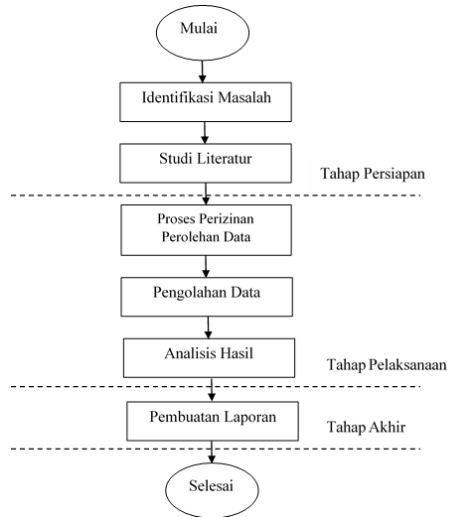 Mulai
Identifikasi Masalah
Studi Literatur
Tahap Persiapan
Proses Perizinan
Perolehan Data
Pengolahan Data
Analisis Hasil
Tahap Pelaksanaan
Pembuatan Laporan
Tahap Akhir
Selesai